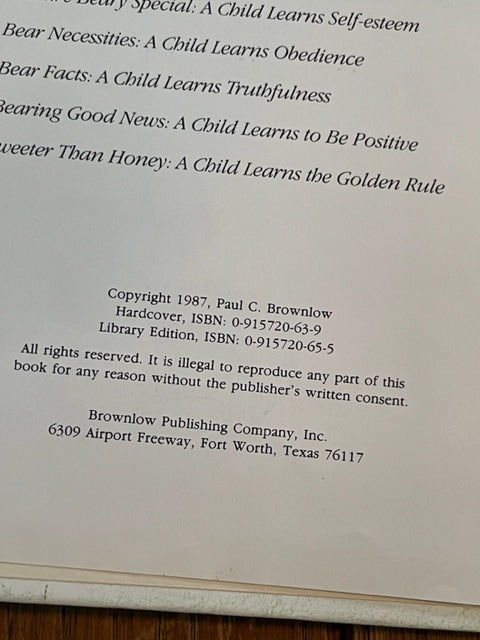 Beary Special: A Child Learns Self-esteem
Bear Necessities: A Child Learns Obedience
Bear Facts: A Child Learns Truthfulness
Bearing Good News: A Child Learns to Be Positive
weeter Than Honey: A Child Learns the Golden Rule
Copyright 1987, Paul C. Brownlow
Hardcover, ISBN: 0-915720-63-9
Library Edition, ISBN: 0-915720-65-5
All rights reserved. It is illegal to reproduce any part of this
book for any reason without the publisher's written consent.
Brownlow Publishing Company, Inc.
6309 Airport Freeway, Fort Worth, Texas 76117